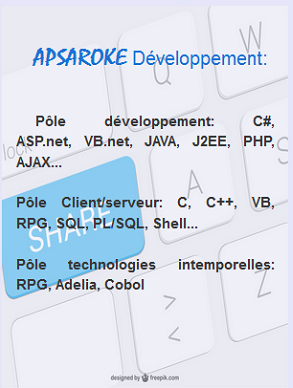 APSAROKE Développement:
Pôle développement: C#,
ASP.net, VB.net, JAVA, J2EE, PHP,
AJAX...
Pôle Client/serveur: C, C++, VB,
RPG, SQL, PL/SQL, Shell...
Pôle technologies intemporelles:
RPG, Adelia, Cobol
Q
W
lock
A
S
SHARE
Z
<
>
designed by freepik.com